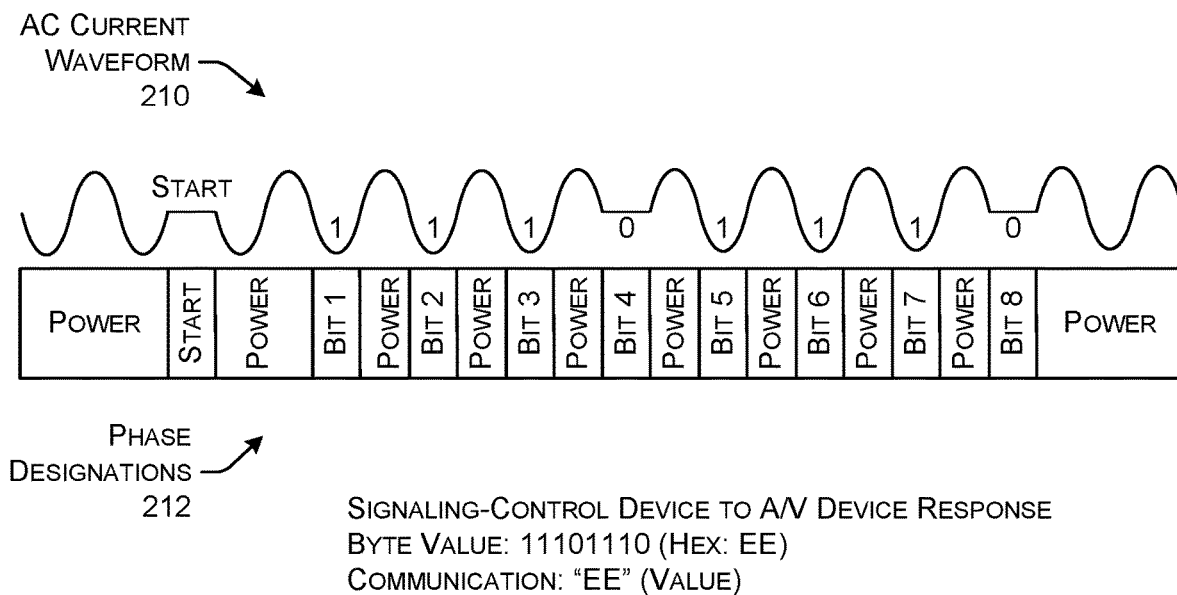 AC CURRENT
WAVEFORM
210
START
1 1 1 0 1 1 1 0
POWER START POWER BIT 1 POWER BIT 2 POWER BIT 3 POWER BIT 4 POWER BIT 5 POWER BIT 6 POWER BIT 7 POWER BIT 8 POWER
PHASE
DESIGNATIONS
212
SIGNALING-CONTROL DEVICE TO A/V DEVICE RESPONSE
BYTE VALUE: 11101110 (HEX: EE)
COMMUNICATION: “EE” (VALUE)